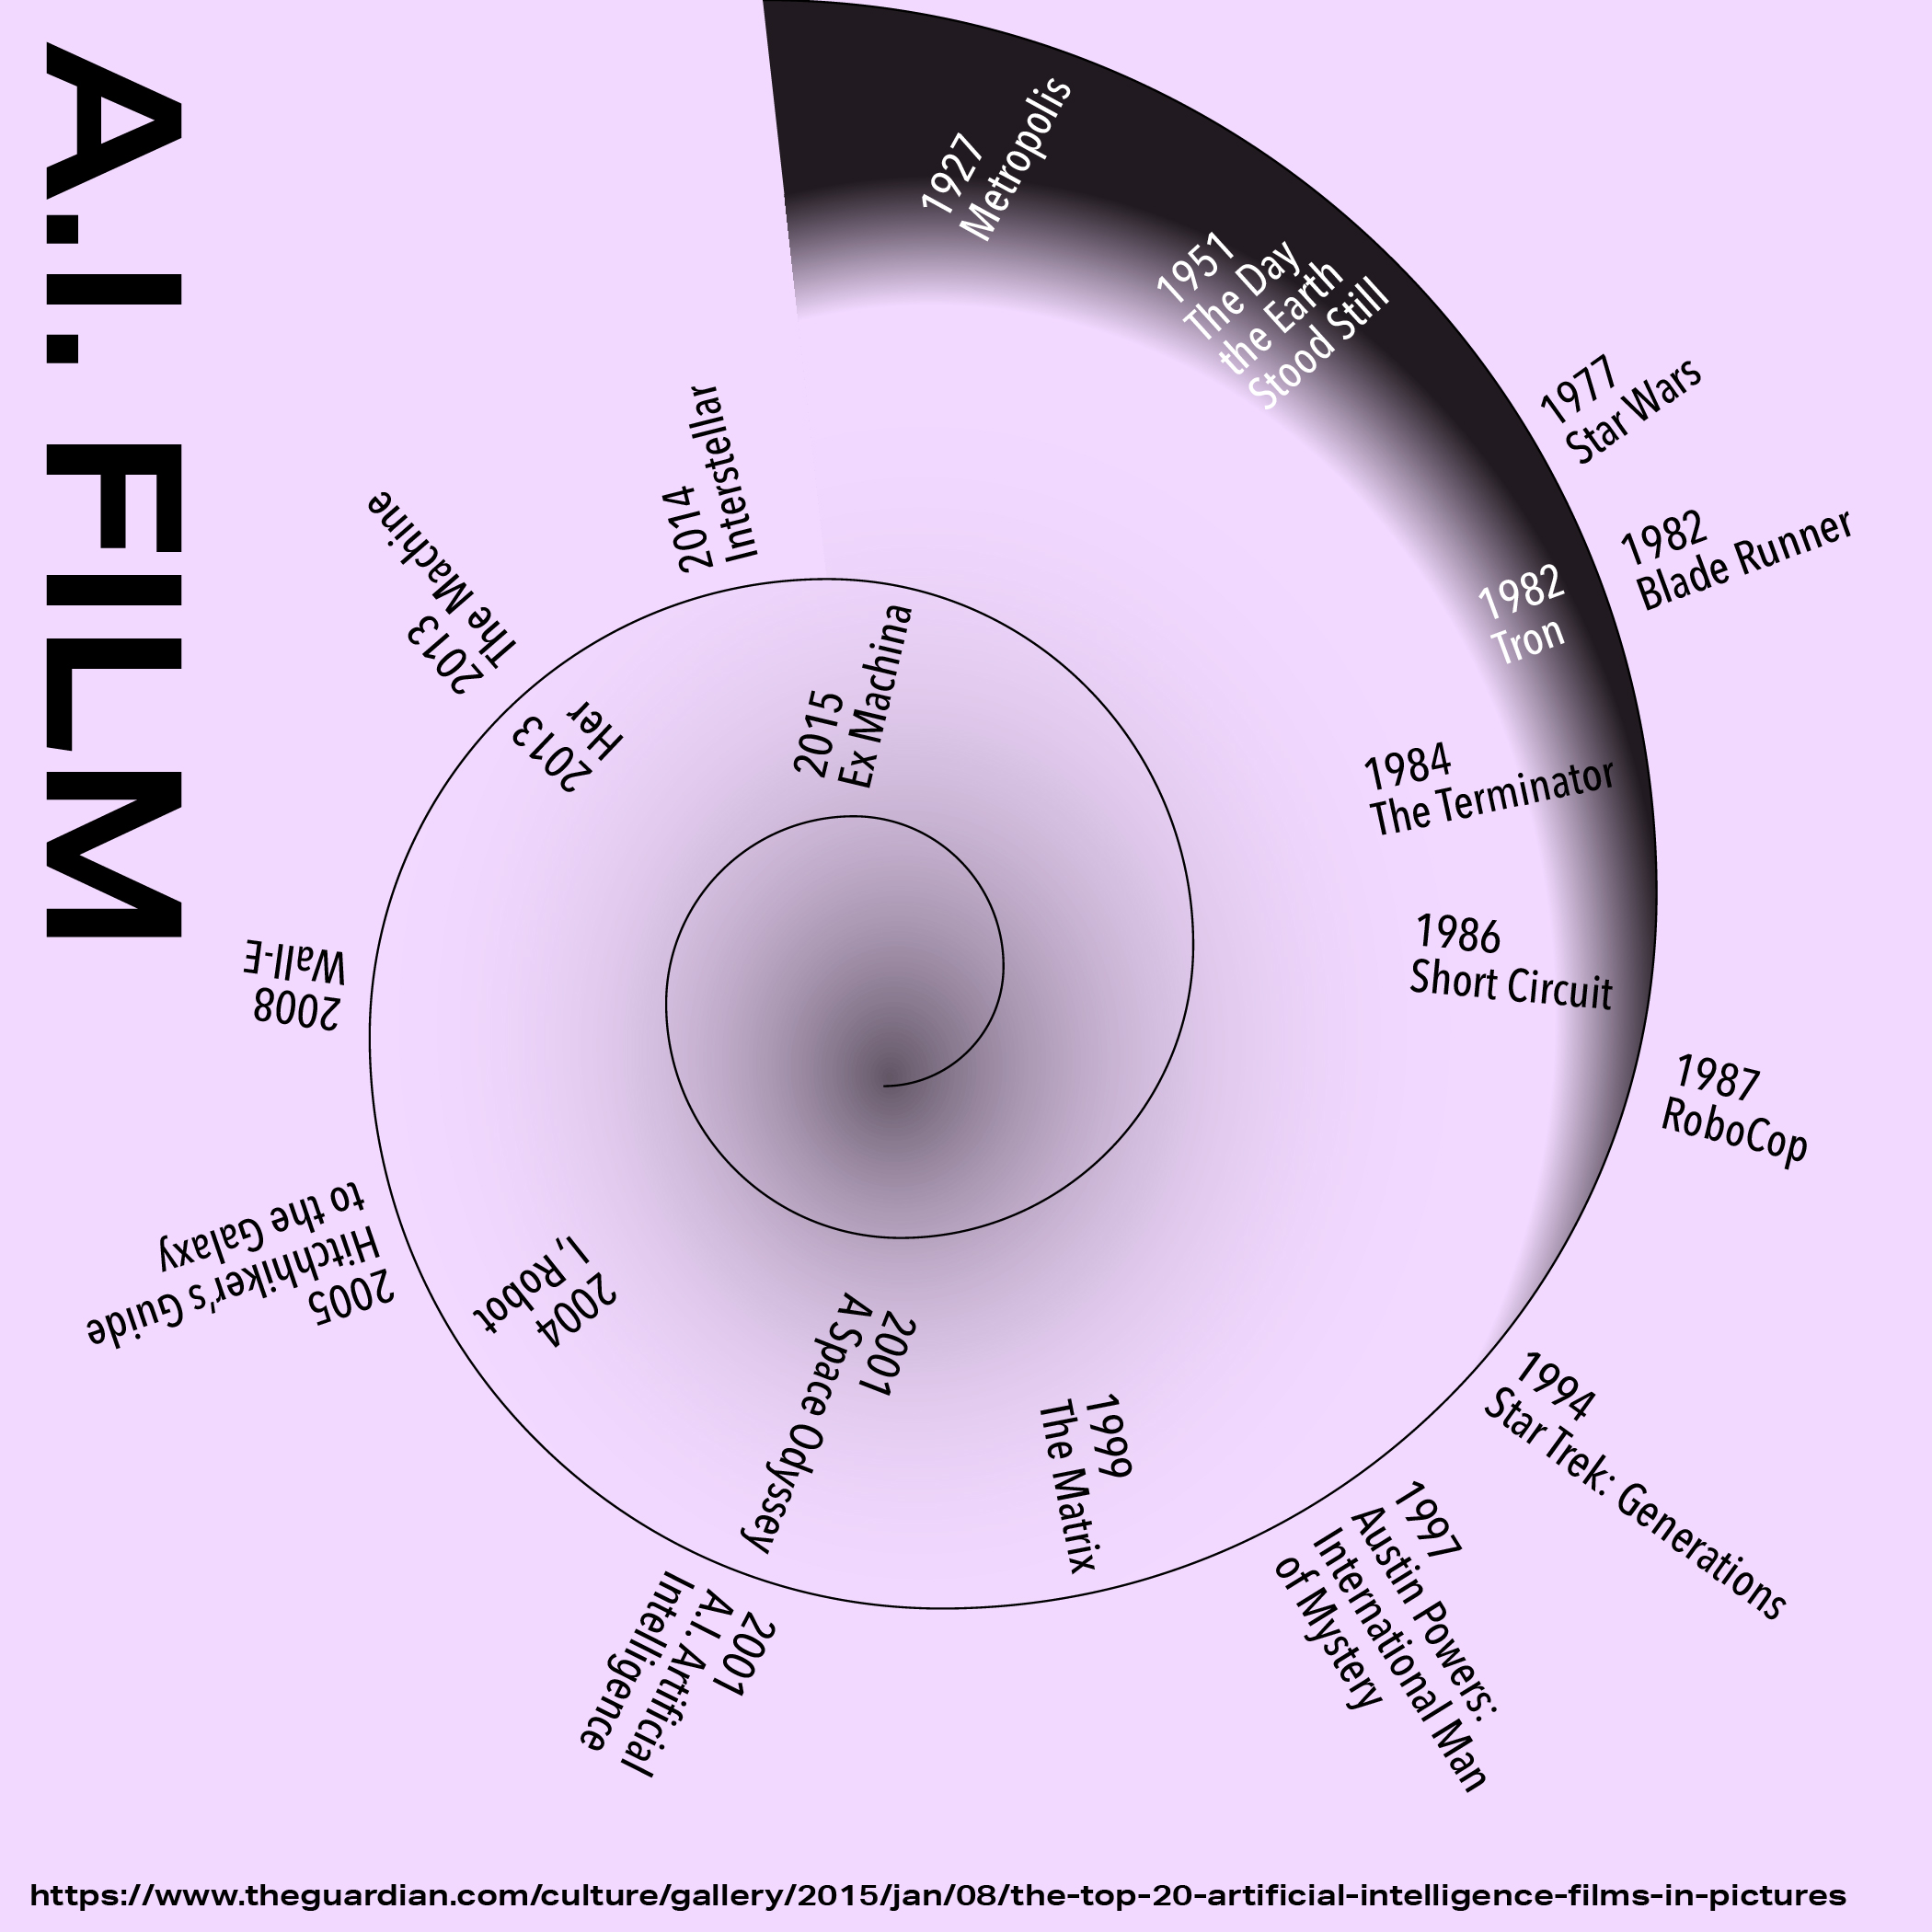 A.I. FILM
1927
Metropolis
1951
The Day
the Earth
Stood Still
1977
Star Wars
1982
Blade Runner
1982
Tron
1984
The Terminator
1986
Short Circuit
1987
RoboCop
1994
Star Trek: Generations
1997
Austin Powers:
International Man
of Mystery
1999
The Matrix
2001
A Space Odyssey
2001
A.I. Artificial
Intelligence
2004
I, Robot
2005
Hitchhiker's Guide
to the Galaxy
2008
Wall-E
2013
Her
2013
The Machine
2014
Interstellar
2015
Ex Machina
https://www.theguardian.com/culture/gallery/2015/jan/08/the-top-20-artificial-intelligence-films-in-pictures